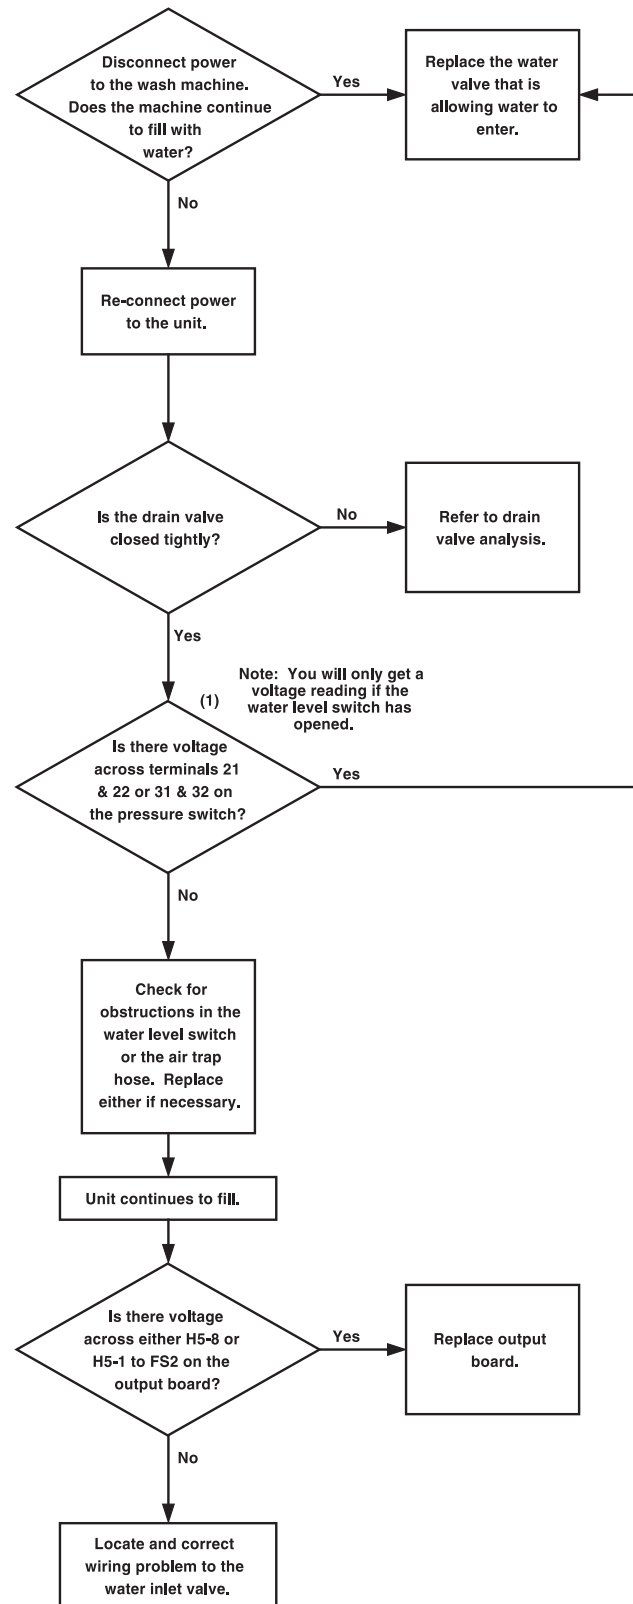 Disconnect power
to the wash machine.
Does the machine continue
to fill with
water?
Yes
Replace the water
valve that is
allowing water to
enter.
No
Re-connect power
to the unit.
Is the drain valve
closed tightly?
No
Refer to drain
valve analysis.
Yes
(1)
Note: You will only get a
voltage reading if the
water level switch has
opened.
Is there voltage
across terminals 21
& 22 or 31 & 32 on
the pressure switch?
Yes
No
Check for
obstructions in the
water level switch
or the air trap
hose. Replace
either if necessary.
Unit continues to fill.
Is there voltage
across either H5-8 or
H5-1 to FS2 on the
output board?
Yes
Replace output
board.
No
Locate and correct
wiring problem to the
water inlet valve.